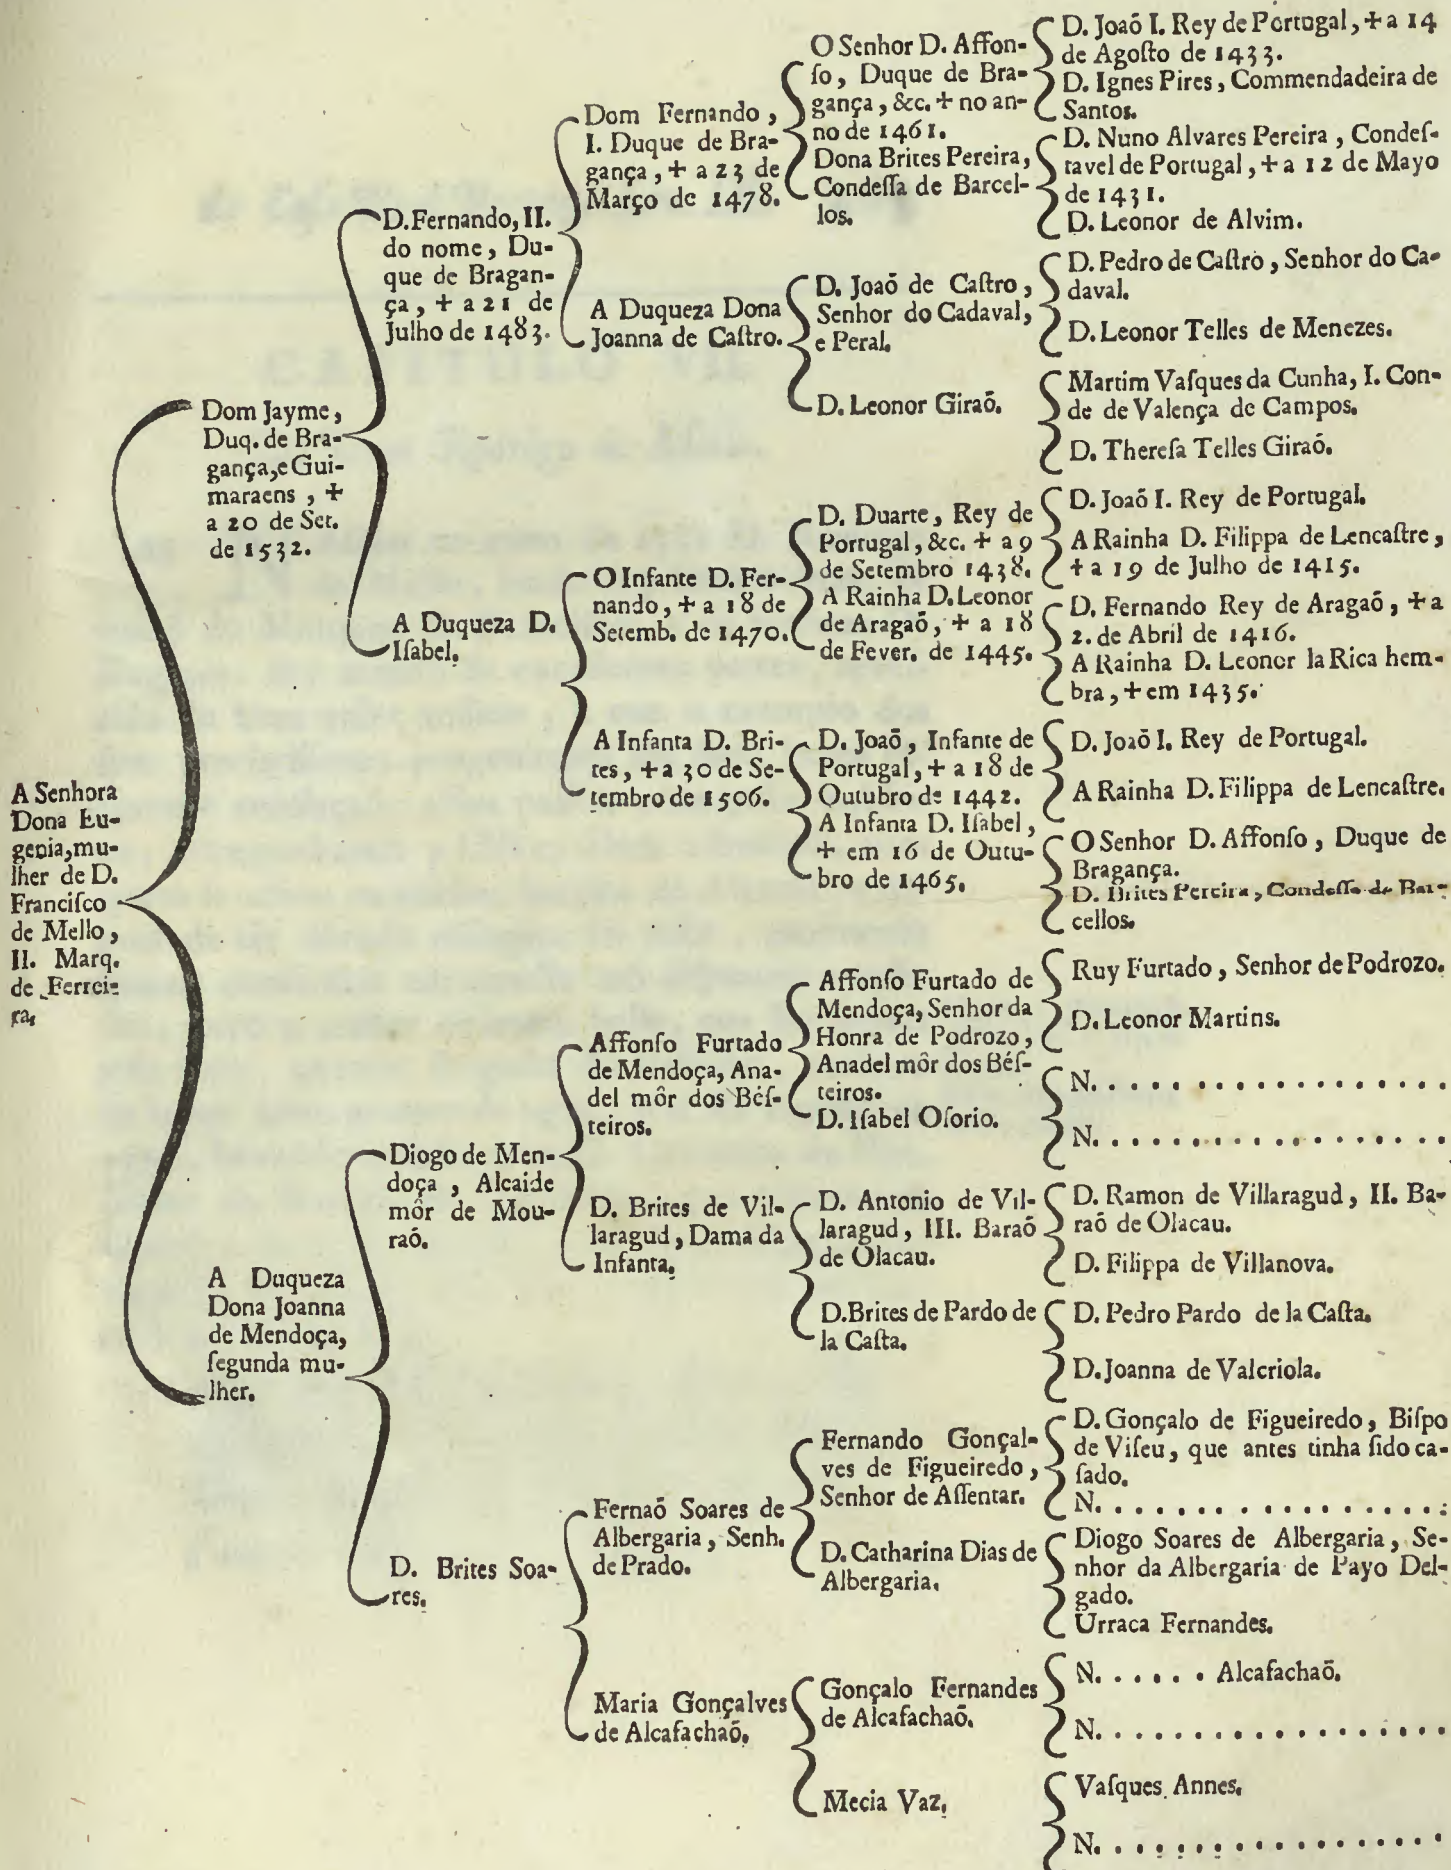 A Senhora
Dona Eu-
genia,mu-
lher de D.
Franciſco
de Mello,
II. Marq.
de Ferrei-
ra,
Dom Jayme,
Duq. de Bra-
gança,e Gui-
maraens , +
a 20 de Set.
de 1532.
A Duqueza
Dona Joanna
de Mendoça,
ſegunda mu-
lher.
D.Fernando, II.
do nome, Du-
que de Bragan-
ça , + a 21 de
Julho de 1483.
A Duqueza D.
Iſabel.
Diogo de Men-
doça , Alcaide
môr de Mou-
raõ.
D. Brites Soa-
res.
Dom Fernando ,
I. Duque de Bra-
gança , + a 23 de
Março de 1478.
A Duqueza Dona
Joanna de Caſtro.
O Infante D. Fer-
nando, + a 18 de
Setemb. de 1470.
A Infanta D. Bri-
tes, + a 30 de Se-
tembro de 1506.
Affonſo Furtado
de Mendoça, Ana-
del môr dos Béſ-
teiros.
D. Brites de Vil-
laragud , Dama da
Infanta.
Fernaõ Soares de
Albergaria , Senh.
de Prado.
Maria Gonçalves
de Alcafachaõ.
O Senhor D. Affon-
ſo , Duque de Bra-
gança , &c. + no an-
no de 1461.
Dona Brites Pereira,
Condeſſa de Barcel-
los.
D. Joaõ de Caſtro ,
Senhor do Cadaval,
e Peral.
D. Leonor Giraõ.
D. Duarte, Rey de
Portugal, &c. + a 9
de Setembro 1438.
A Rainha D. Leonor
de Aragaõ, + a 18
de Fever. de 1445.
D. Joaõ , Infante de
Portugal, + a 18 de
Outubro de 1442.
A Infanta D. Iſabel ,
+ em 16 de Outu-
bro de 1465.
Affonſo Furtado de
Mendoça, Senhor da
Honra de Podrozo ,
Anadel môr dos Béſ-
teiros.
D. Iſabel Oſorio.
D. Antonio de Vil-
laragud , III. Baraõ
de Olacau.
D.Brites de Pardo de
la Caſta.
Fernando Gonçal-
ves de Figueiredo ,
Senhor de Aſſentar.
D. Catharina Dias de
Albergaria.
Gonçalo Fernandes
de Alcafachaõ.
Mecia Vaz.
D. Joaõ I. Rey de Portugal , + a 14
de Agoſto de 1433.
D. Ignes Pires , Commendadeira de
Santos.
D. Nuno Alvares Pereira , Condeſ-
tavel de Portugal , + a 12 de Mayo
de 1431.
D. Leonor de Alvim.
D. Pedro de Caſtro , Senhor do Ca-
daval.
D. Leonor Telles de Menezes.
Martim Vaſques da Cunha, I. Con-
de de Valença de Campos.
D. Thereſa Telles Giraõ.
D. Joaõ I. Rey de Portugal.
A Rainha D. Filippa de Lencaſtre ,
+ a 19 de Julho de 1415.
D. Fernando Rey de Aragaõ , + a
2. de Abril de 1416.
A Rainha D. Leonor la Rica hem-
bra , + em 1435.
D. Joaõ I. Rey de Portugal.
A Rainha D. Filippa de Lencaſtre.
O Senhor D. Affonſo , Duque de
Bragança.
D. Brites Pereira , Condeſſa de Bar-
cellos.
Ruy Furtado , Senhor de Podrozo.
D. Leonor Martins.
N. . . . . . . . . . . . . . . . . .
N. . . . . . . . . . . . . . . . . .
D. Ramon de Villaragud , II. Ba-
raõ de Olacau.
D. Filippa de Villanova.
D. Pedro Pardo de la Caſta.
D. Joanna de Valcriola.
D. Gonçalo de Figueiredo , Biſpo
de Viſeu , que antes tinha ſido ca-
ſado.
N. . . . . . . . . . . . . . . . . .
Diogo Soares de Albergaria , Se-
nhor da Albergaria de Payo Del-
gado.
Urraca Fernandes.
N. . . . . . Alcafachaõ.
N. . . . . . . . . . . . . . . . . .
Vaſques Annes.
N. . . . . . . . . . . . . . . . . .